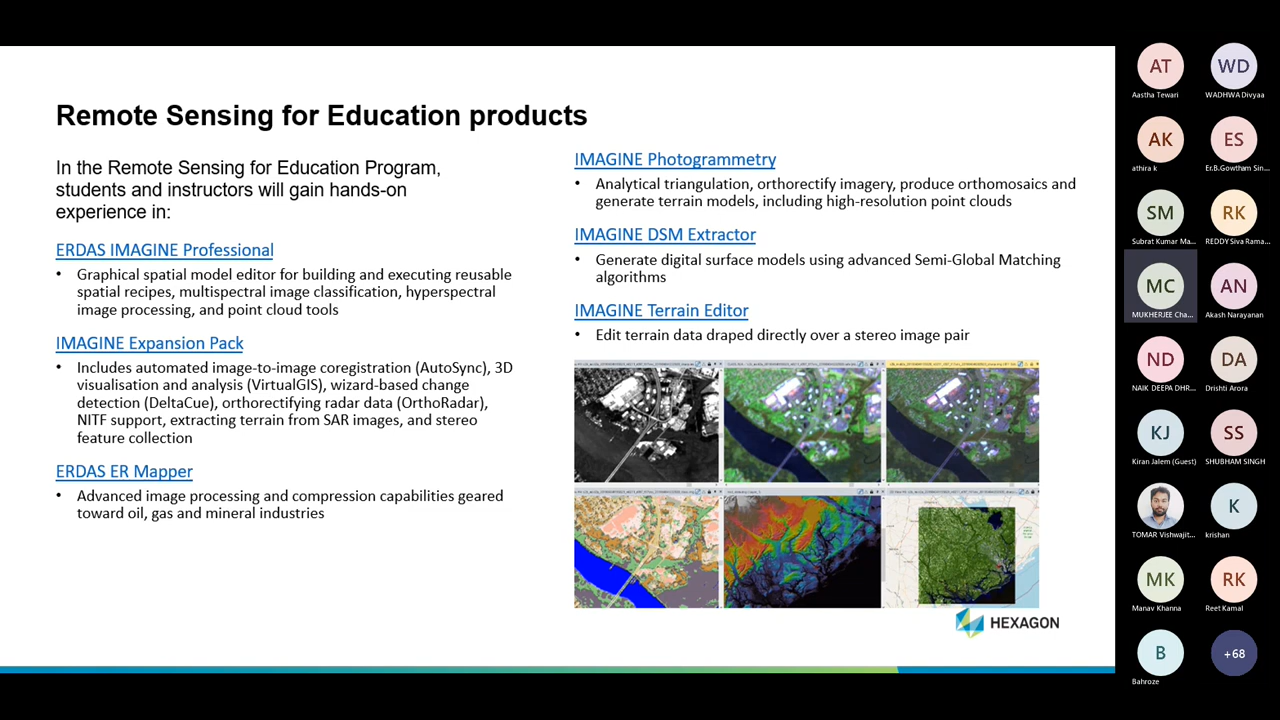 Remote Sensing for Education products
In the Remote Sensing for Education Program,
students and instructors will gain hands-on
experience in:
ERDAS IMAGINE Professional
• Graphical spatial model editor for building and executing reusable
spatial recipes, multispectral image classification, hyperspectral
image processing, and point cloud tools
IMAGINE Expansion Pack
• Includes automated image-to-image coregistration (AutoSync), 3D
visualisation and analysis (VirtualGIS), wizard-based change
detection (DeltaCue), orthorectifying radar data (OrthoRadar),
NITF support, extracting terrain from SAR images, and stereo
feature collection
ERDAS ER Mapper
• Advanced image processing and compression capabilities geared
toward oil, gas and mineral industries
IMAGINE Photogrammetry
• Analytical triangulation, orthorectify imagery, produce orthomosaics and
generate terrain models, including high-resolution point clouds
IMAGINE DSM Extractor
• Generate digital surface models using advanced Semi-Global Matching
algorithms
IMAGINE Terrain Editor
• Edit terrain data draped directly over a stereo image pair
HEXAGON
AT WD
Aastha Tewari WADHWA Divyaa
AK ES
athira k Er.B.Gowtham Sin...
SM RK
Subrat Kumar Ma... REDDY Siva Rama...
MC AN
MUKHERJEE Cha... Akash Narayanan
ND DA
NAIK DEEPA DHR... Drishti Arora
KJ SS
Kiran Jalem (Guest) SHUBHAM SINGH
K
TOMAR Vishwajit... krishan
MK RK
Manav Khanna Reet Kamal
B +68
Bahroze